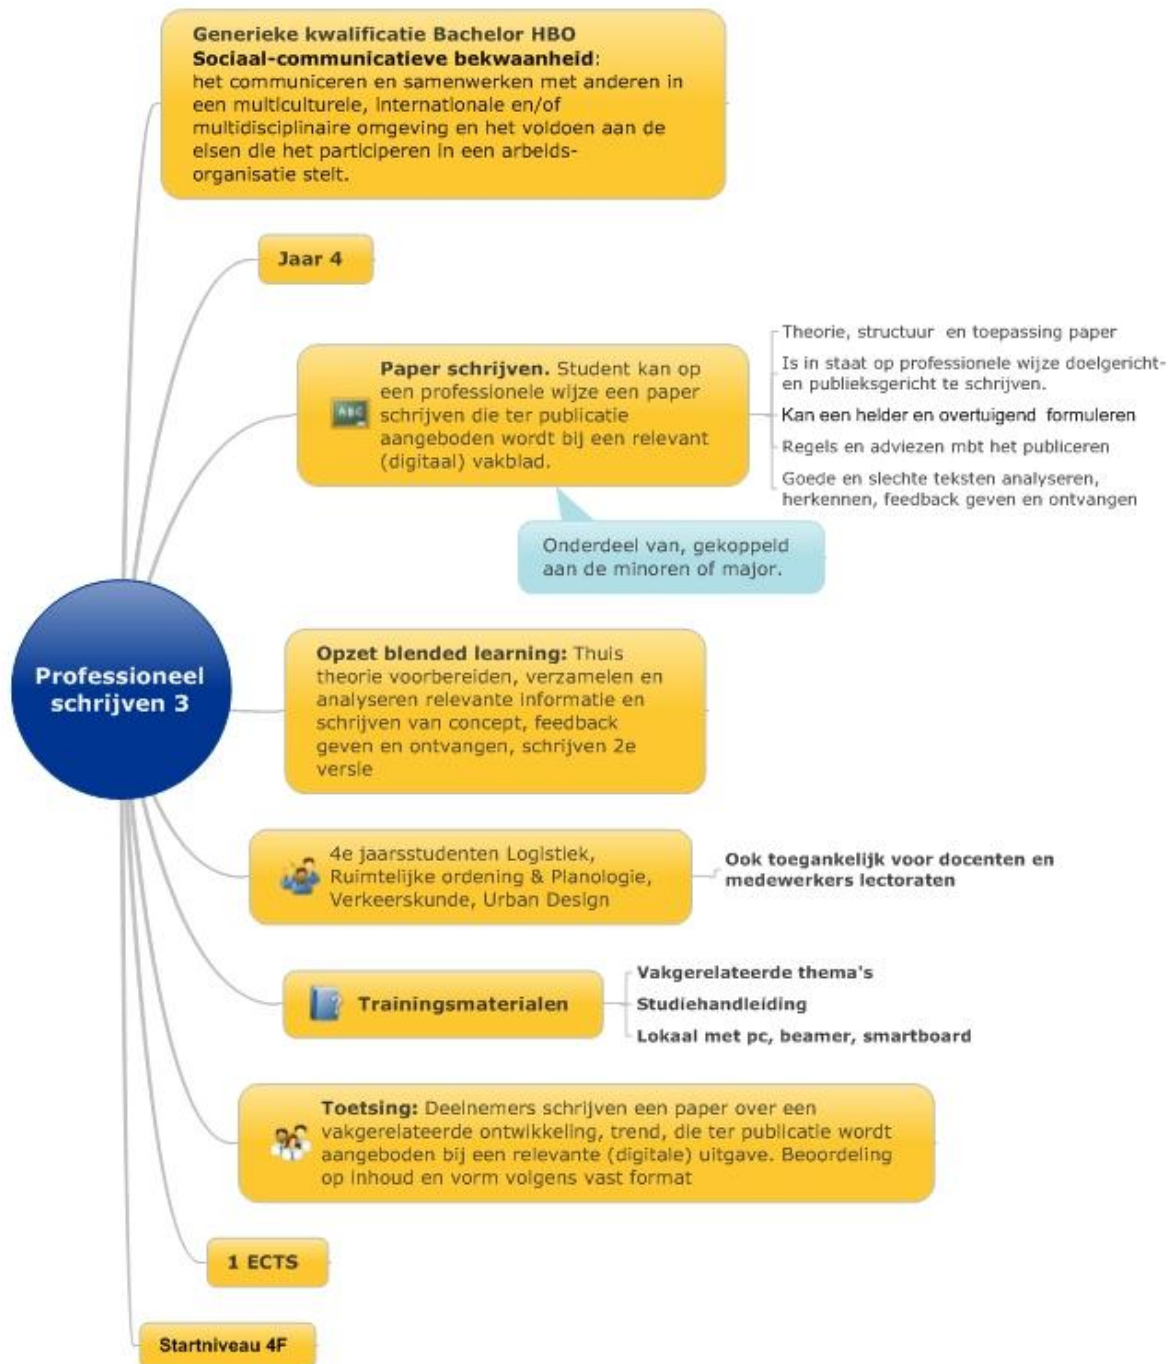 Generieke kwalificatie Bachelor HBO
Sociaal-communicatieve bekwaanheid:
het communiceren en samenwerken met anderen in
een multiculturele, internationale en/of
multidisciplinaire omgeving en het voldoen aan de
eisen die het participeren in een arbeids-
organisatie stelt.
Jaar 4
Paper schrijven. Student kan op
een professionele wijze een paper
schrijven die ter publicatie
aangeboden wordt bij een relevant
(digitaal) vakblad.
ABC
Theorie, structuur en toepassing paper
Is in staat op professionele wijze doelgericht-
en publieksgericht te schrijven.
Kan een helder en overtuigend formuleren
Regels en adviezen mbt het publiceren
Goede en slechte teksten analyseren,
herkennen, feedback geven en ontvangen
Onderdeel van, gekoppeld
aan de minoren of major.
Professioneel
schrijven 3
Opzet blended learning: Thuis
theorie voorbereiden, verzamelen en
analyseren relevante informatie en
schrijven van concept, feedback
geven en ontvangen, schrijven 2e
versie
4e jaarsstudenten Logistiek,
Ruimtelijke ordening & Planologie,
Verkeerskunde, Urban Design
Ook toegankelijk voor docenten en
medewerkers lectoraten
Trainingsmaterialen
Vakgerelateerde thema's
Studiehandleiding
Lokaal met pc, beamer, smartboard
Toetsing: Deelnemers schrijven een paper over een
vakgerelateerde ontwikkeling, trend, die ter publicatie wordt
aangeboden bij een relevante (digitale) uitgave. Beoordeling
op inhoud en vorm volgens vast format
1 ECTS
Startniveau 4F